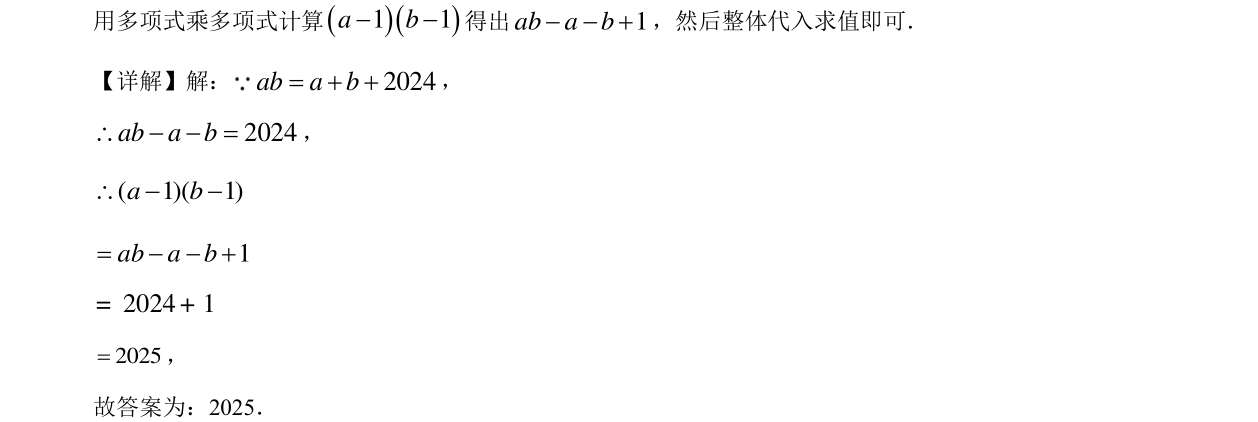 用多项式乘多项式计算(a−1)(b−1)得出ab−a−b+1，然后整体代入求值即可．
【详解】解：∵ab=a+b+2024，
∴ab−a−b=2024，
∴(a−1)(b−1)
=ab−a−b+1
= 2024+1
=2025，
故答案为：2025．